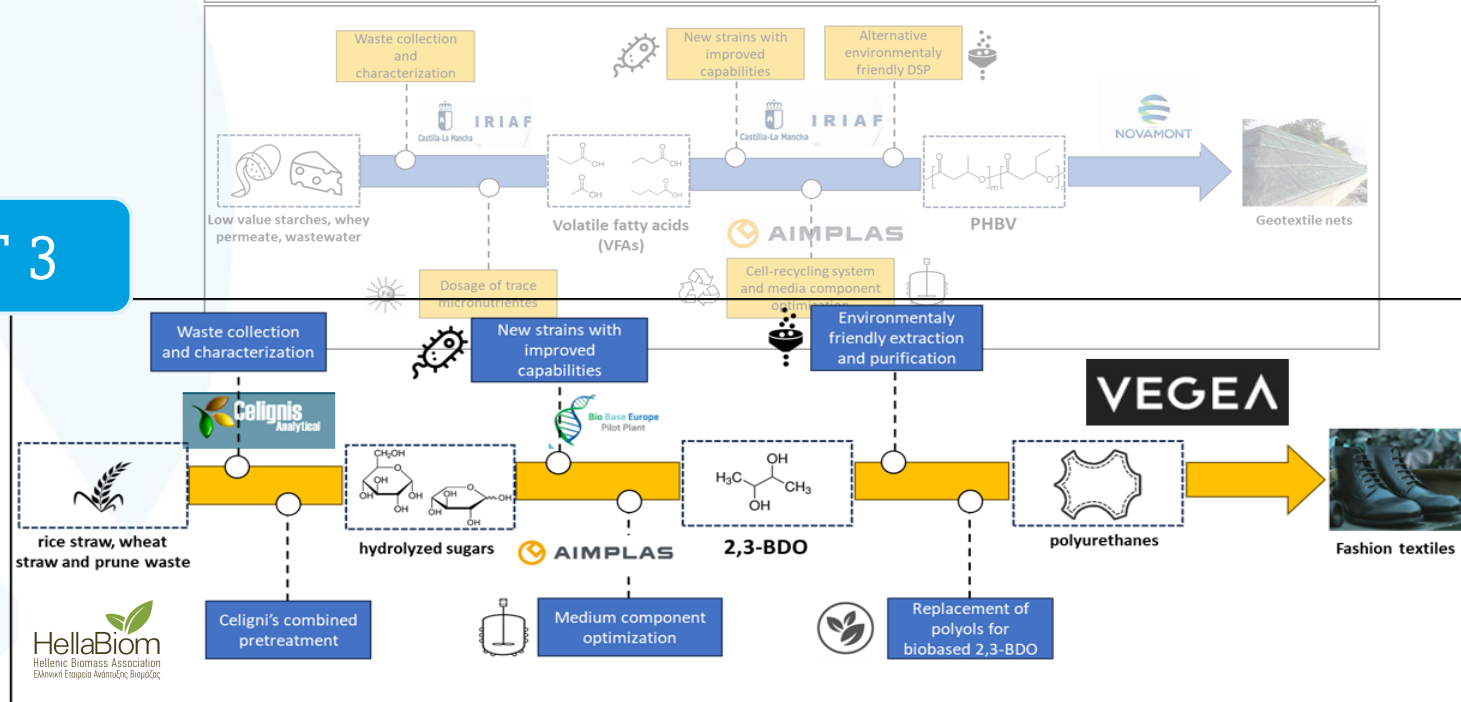 Waste collection
and
characterization
New strains with
improved
capabilities
Alternative
environmentaly
friendly DSP
Castilla-La Mancha
IRIAF
Castilla-La Mancha
IRIAF
NOVAMONT
OH
O
OH
O
OH
O
OH
O
O
O
O
O
m
n
Low value starches, whey
permeate, wastewater
Volatile fatty acids
(VFAs)
PHBV
Geotextile nets
AIMPLAS
Fe
Dosage of trace
micronutrientes
Cell-recycling system
and media component
optimization
T 3
Waste collection
and characterization
New strains with
improved
capabilities
Environmentaly
friendly extraction
and purification
Celignis
Analytical
Bio Base Europe
Pilot Plant
VEGEA
CH2OH
O
OH
OH
OH
OH
O
OH
OH
OH
OH
OH
H3C
CH3
OH
rice straw, wheat
straw and prune waste
hydrolyzed sugars
AIMPLAS
2,3-BDO
polyurethanes
Fashion textiles
Celigni's combined
pretreatment
Medium component
optimization
Replacement of
polyols for
biobased 2,3-BDO
HellaBiom
Hellenic Biomass Association
Ελληνική Εταιρεία Ανάπτυξης Βιομάζας